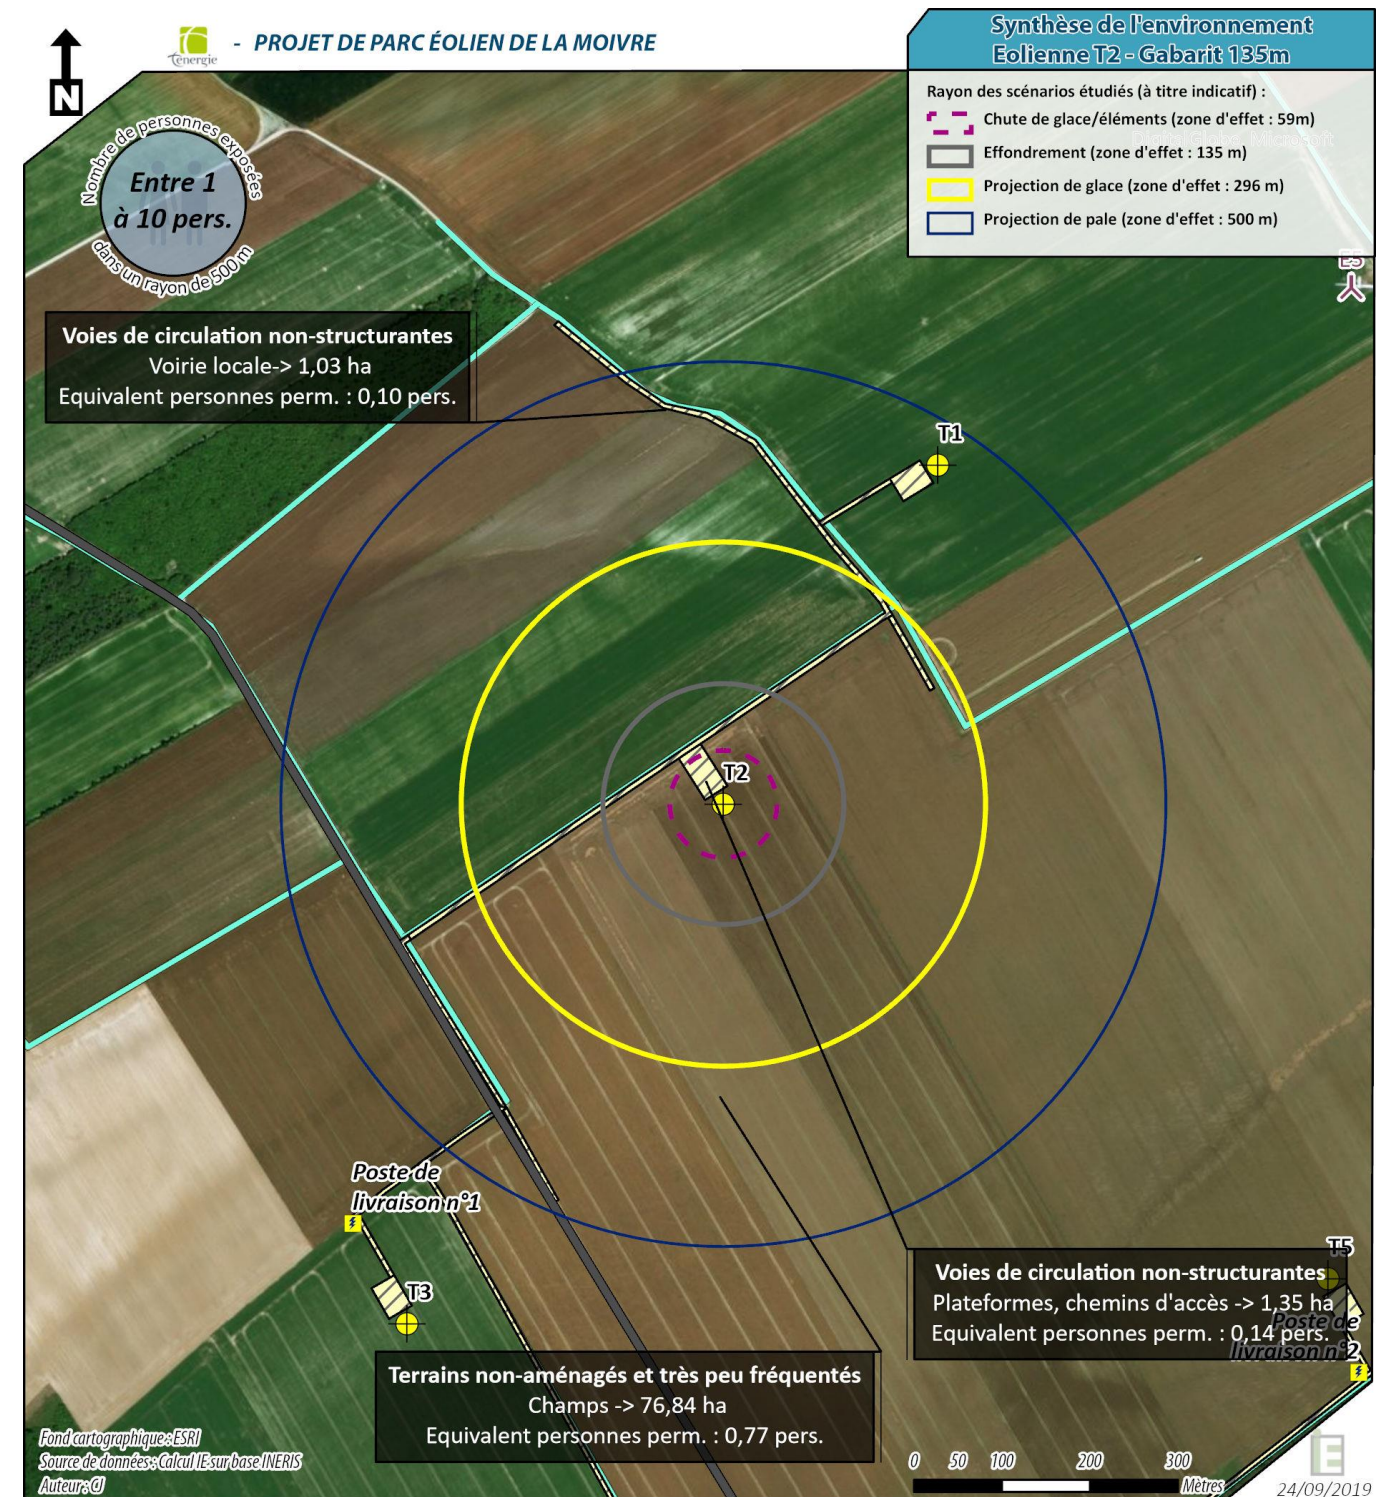 N
ténergie
- PROJET DE PARC ÉOLIEN DE LA MOIVRE
Synthèse de l'environnement
Eolienne T2 - Gabarit 135m
Rayon des scénarios étudiés (à titre indicatif) :
Chute de glace/éléments (zone d'effet : 59m)
Effondrement (zone d'effet : 135 m)
Projection de glace (zone d'effet : 296 m)
Projection de pale (zone d'effet : 500 m)
DigitalGlobe, Microsoft
Nombre de personnes exposées
Entre 1
à 10 pers.
dans un rayon de 500 m
E5
Voies de circulation non-structurantes
Voirie locale-> 1,03 ha
Equivalent personnes perm. : 0,10 pers.
T1
T2
Poste de
livraison n°1
T3
T5
Voies de circulation non-structurantes
Plateformes, chemins d'accès -> 1,35 ha
Equivalent personnes perm. : 0,14 pers.
Poste de
livraison n°2
Terrains non-aménagés et très peu fréquentés
Champs -> 76,84 ha
Equivalent personnes perm. : 0,77 pers.
Fond cartographique : ESRI
Source de données : Calcul IE sur base INERIS
Auteur : CJ
0 50 100 200 300
Mètres
IE
24/09/2019